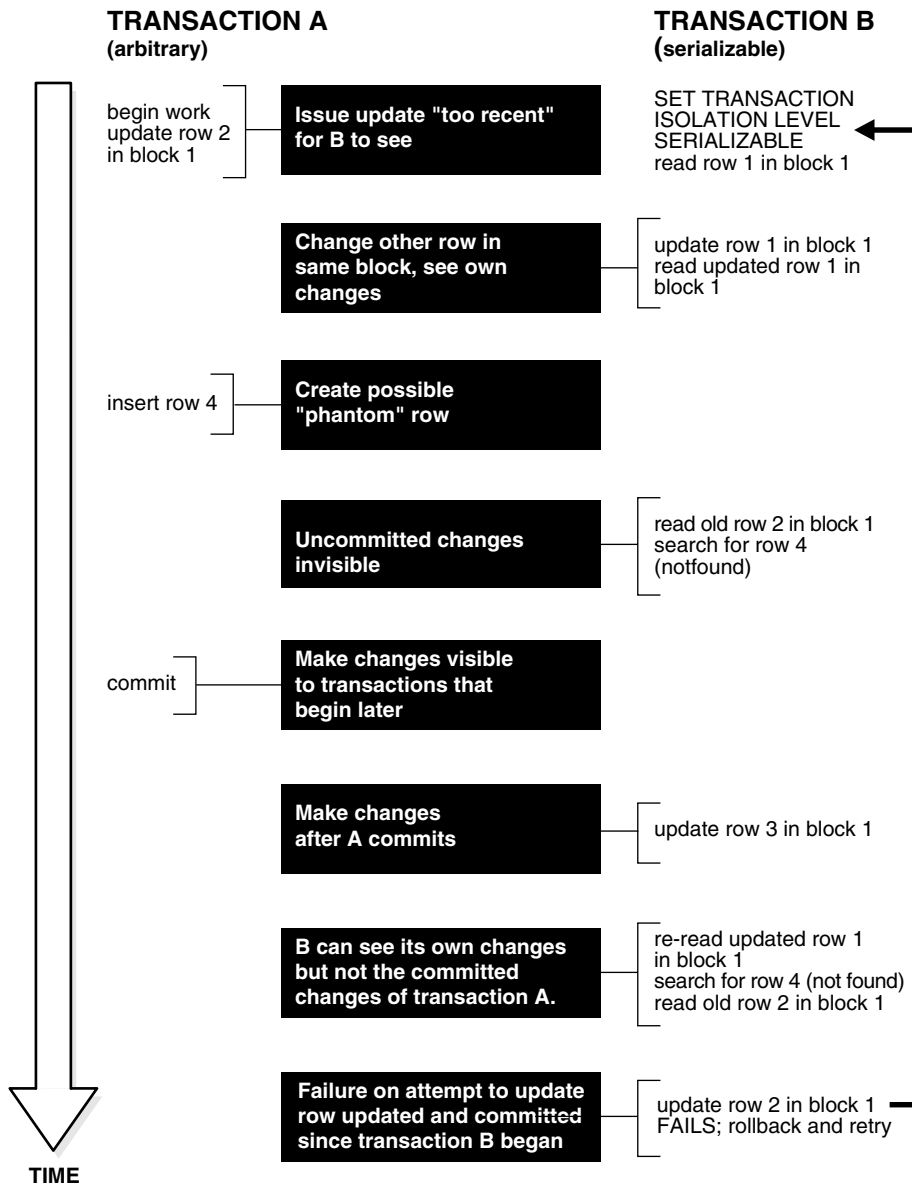 TRANSACTION A
(arbitrary)
TRANSACTION B
(serializable)
begin work
update row 2
in block 1
Issue update "too recent"
for B to see
SET TRANSACTION
ISOLATION LEVEL
SERIALIZABLE
read row 1 in block 1
Change other row in
same block, see own
changes
update row 1 in block 1
read updated row 1 in
block 1
insert row 4
Create possible
"phantom" row
Uncommitted changes
invisible
read old row 2 in block 1
search for row 4
(notfound)
commit
Make changes visible
to transactions that
begin later
Make changes
after A commits
update row 3 in block 1
B can see its own changes
but not the committed
changes of transaction A.
re-read updated row 1
in block 1
search for row 4 (not found)
read old row 2 in block 1
Failure on attempt to update
row updated and committed
since transaction B began
update row 2 in block 1
FAILS; rollback and retry
TIME